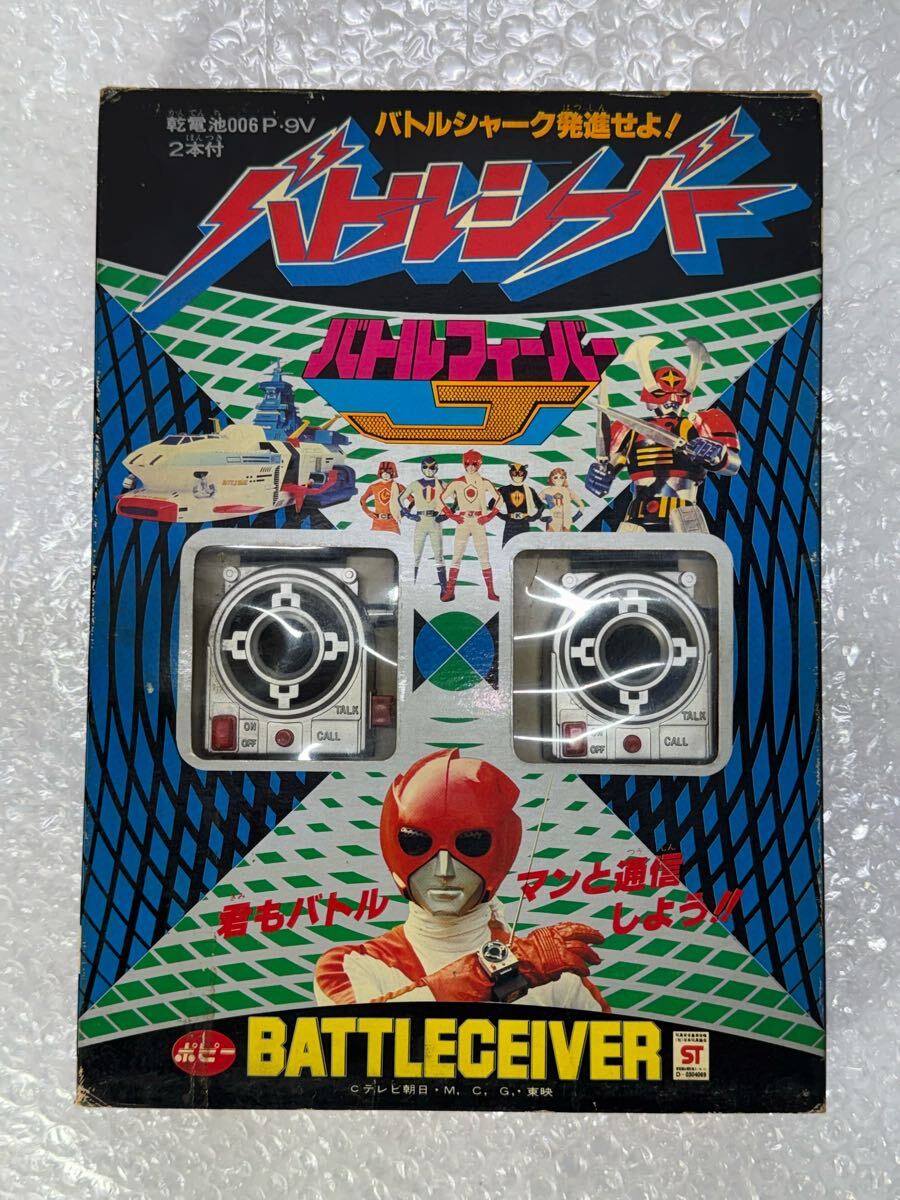 乾電池006P・9V
2本付
バトルシャーク発進せよ!
バトルシーバー
バトルフィーバー
J
ON
OFF
CALL
TALK
OFF
CALL
TALK
君もバトル
マンと通信
しよう!!
ポピー
BATTLECEIVER
ST
D-0304069
Cテレビ朝日・M, C, G,・東映